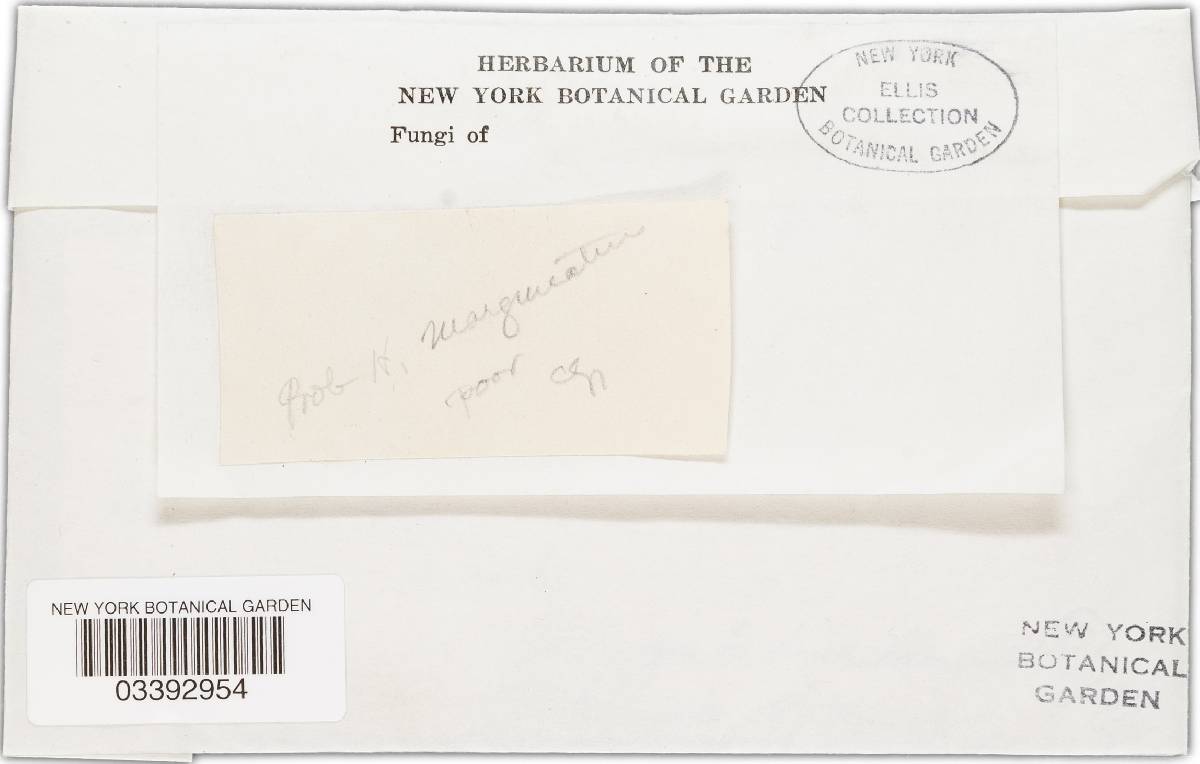 HERBARIUM OF THE
NEW YORK BOTANICAL GARDEN
Fungi of
NEW YORK
ELLIS
COLLECTION
BOTANICAL GARDEN
Prob H. marginatum
poor
NEW YORK BOTANICAL GARDEN
03392954
NEW YORK
BOTANICAL
GARDEN